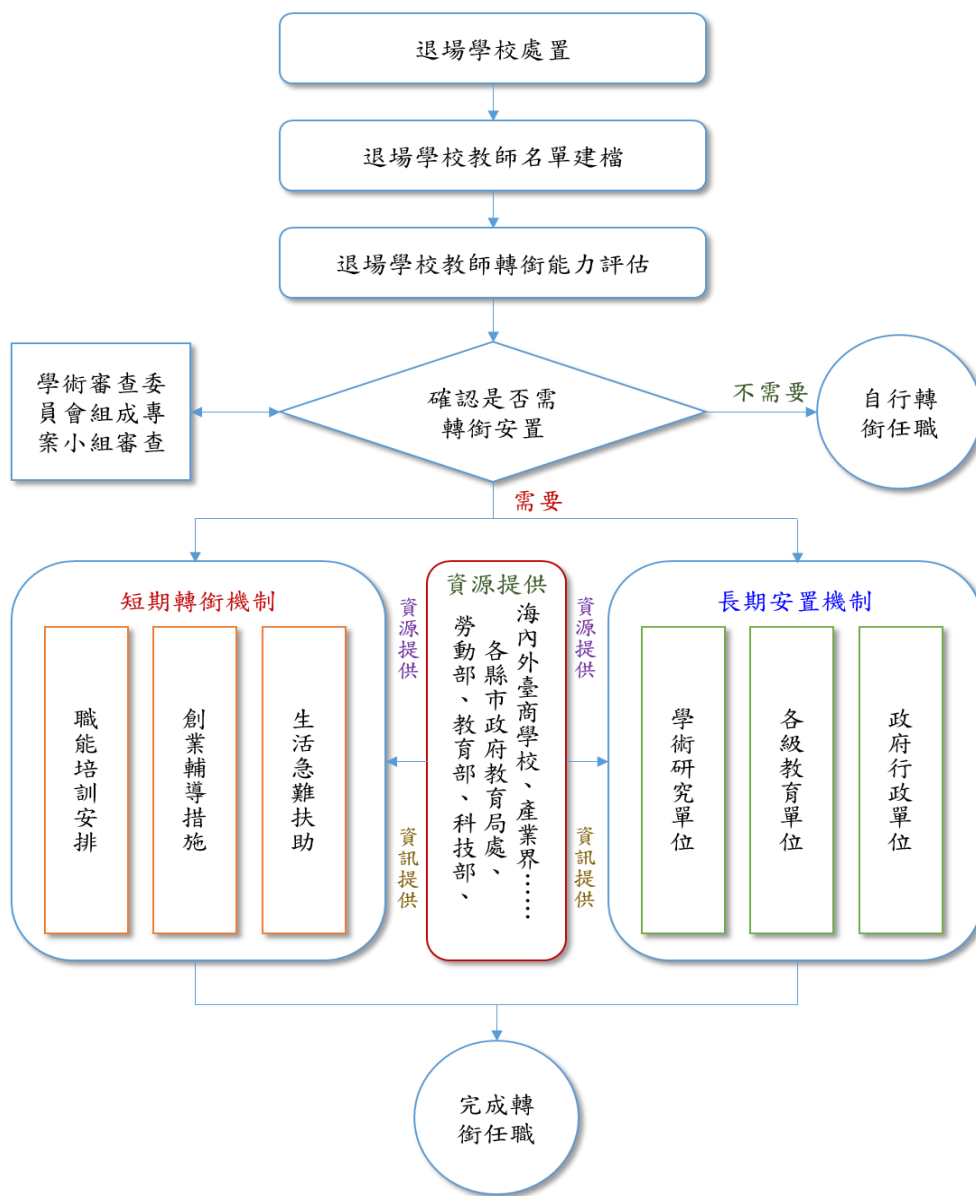 退場學校處置
退場學校教師名單建檔
退場學校教師轉銜能力評估
學術審查委
員會組成專
案小組審查
確認是否需
轉銜安置
不需要
自行轉
銜任職
需要
短期轉銜機制
職能培訓安排
創業輔導措施
生活急難扶助
資源提供
資訊提供
資源提供
勞動部、教育部、科技部、
各縣市政府教育局處、
海內外臺商學校、產業界……
資源提供
資訊提供
長期安置機制
學術研究單位
各級教育單位
政府行政單位
完成轉
銜任職